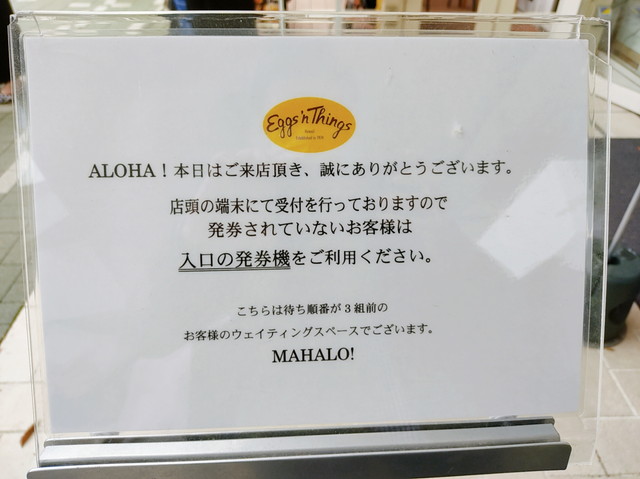 Eggs 'n Things
ALOHA！本日はご来店頂き、誠にありがとうございます。
店頭の端末にて受付を行っておりますので
発券されていないお客様は
入口の発券機をご利用ください。
こちらは待ち順番が３組前の
お客様のウェイティングスペースでございます。
MAHALO!